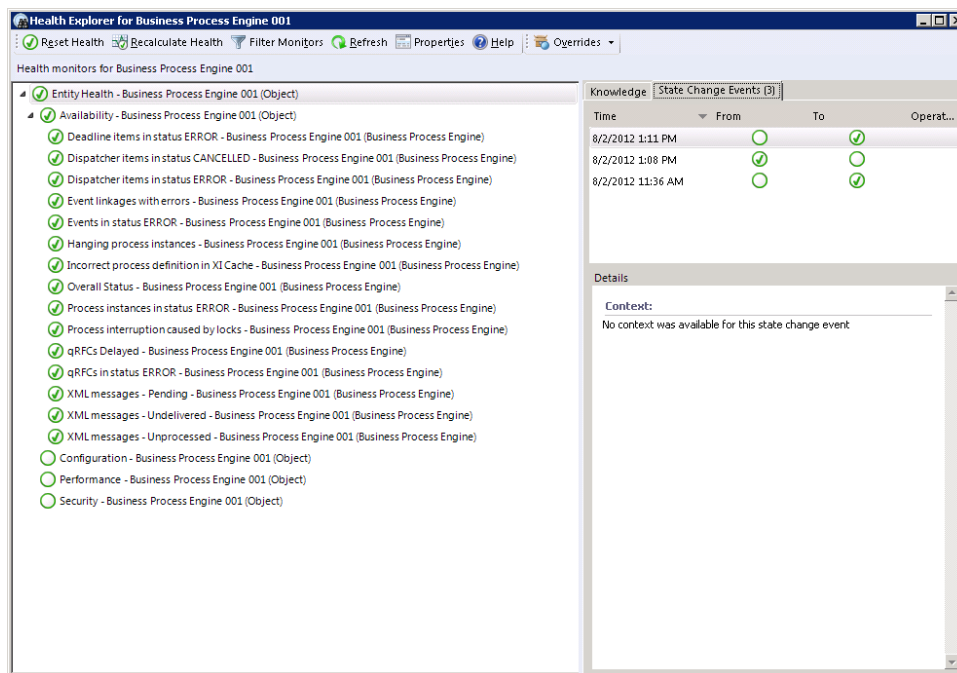 Health Explorer for Business Process Engine 001
Reset Health Recalculate Health Filter Monitors Refresh Properties Help Overrides
Health monitors for Business Process Engine 001
Entity Health - Business Process Engine 001 (Object)
Availability - Business Process Engine 001 (Object)
Deadline items in status ERROR - Business Process Engine 001 (Business Process Engine)
Dispatcher items in status CANCELLED - Business Process Engine 001 (Business Process Engine)
Dispatcher items in status ERROR - Business Process Engine 001 (Business Process Engine)
Event linkages with errors - Business Process Engine 001 (Business Process Engine)
Events in status ERROR - Business Process Engine 001 (Business Process Engine)
Hanging process instances - Business Process Engine 001 (Business Process Engine)
Incorrect process definition in XI Cache - Business Process Engine 001 (Business Process Engine)
Overall Status - Business Process Engine 001 (Business Process Engine)
Process instances in status ERROR - Business Process Engine 001 (Business Process Engine)
Process interruption caused by locks - Business Process Engine 001 (Business Process Engine)
qRFCs Delayed - Business Process Engine 001 (Business Process Engine)
qRFCs in status ERROR - Business Process Engine 001 (Business Process Engine)
XML messages - Pending - Business Process Engine 001 (Business Process Engine)
XML messages - Undelivered - Business Process Engine 001 (Business Process Engine)
XML messages - Unprocessed - Business Process Engine 001 (Business Process Engine)
Configuration - Business Process Engine 001 (Object)
Performance - Business Process Engine 001 (Object)
Security - Business Process Engine 001 (Object)
Knowledge State Change Events (3)
Time From To Operat...
8/2/2012 1:11 PM
8/2/2012 1:08 PM
8/2/2012 11:36 AM
Details
Context:
No context was available for this state change event